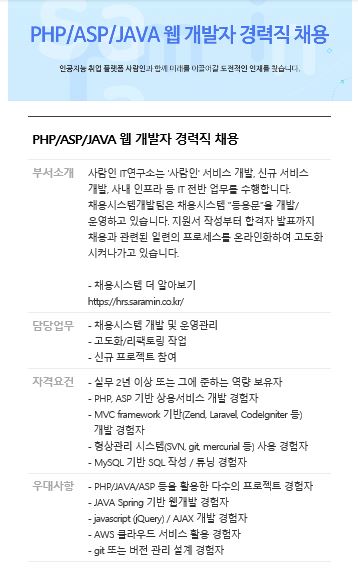 PHP/ASP/JAVA 웹 개발자 경력직 채용
인공지능 취업 플랫폼 사람인과 함께 미래를 이끌어갈 도전적인 인재를 찾습니다.
PHP/ASP/JAVA 웹 개발자 경력직 채용
부서소개
사람인 IT연구소는 '사람인' 서비스 개발, 신규 서비스
개발, 사내 인프라 등 IT 전반 업무를 수행합니다.
채용시스템개발팀은 채용시스템 "등용문"을 개발/
운영하고 있습니다. 지원서 작성부터 합격자 발표까지
채용과 관련된 일련의 프로세스를 온라인화하여 고도화
시켜나가고 있습니다.
- 채용시스템 더 알아보기
https://hrs.saramin.co.kr/
담당업무
- 채용시스템 개발 및 운영관리
- 고도화/리팩토링 작업
- 신규 프로젝트 참여
자격요건
- 실무 2년 이상 또는 그에 준하는 역량 보유자
- PHP, ASP 기반 상용서비스 개발 경험자
- MVC framework 기반(Zend, Laravel, CodeIgniter 등)
개발 경험자
- 형상관리 시스템(SVN, git, mercurial 등) 사용 경험자
- MySQL 기반 SQL 작성 / 튜닝 경험자
우대사항
- PHP/JAVA/ASP 등을 활용한 다수의 프로젝트 경험자
- JAVA Spring 기반 웹개발 경험자
- javascript (jQuery) / AJAX 개발 경험자
- AWS 클라우드 서비스 활용 경험자
- git 또는 버전 관리 설계 경험자